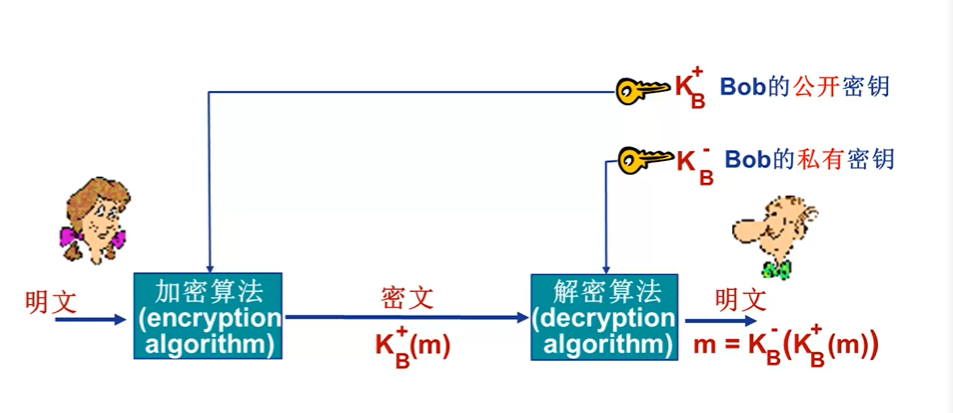 K_B^+ Bob的公开密钥
K_B^- Bob的私有密钥
明文
加密算法
(encryption
algorithm)
密文
K_B^+(m)
解密算法
(decryption
algorithm)
明文
m = K_B^-(K_B^+(m))